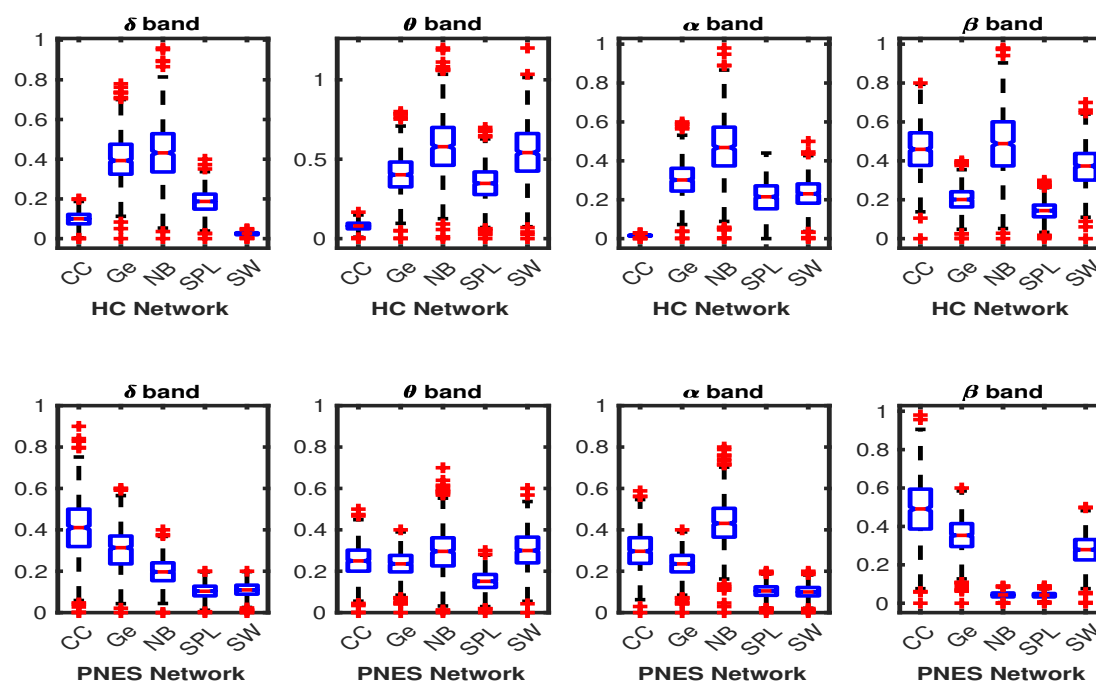 δ band
θ band
α band
β band
1
0.8
0.6
0.4
0.2
0
1
0.5
0
1
0.8
0.6
0.4
0.2
0
1
0.8
0.6
0.4
0.2
0
CC Ge NB SPL SW
CC Ge NB SPL SW
CC Ge NB SPL SW
CC Ge NB SPL SW
HC Network
HC Network
HC Network
HC Network
δ band
θ band
α band
β band
1
0.8
0.6
0.4
0.2
0
1
0.8
0.6
0.4
0.2
0
1
0.8
0.6
0.4
0.2
0
1
0.8
0.6
0.4
0.2
0
CC Ge NB SPL SW
CC Ge NB SPL SW
CC Ge NB SPL SW
CC Ge NB SPL SW
PNES Network
PNES Network
PNES Network
PNES Network